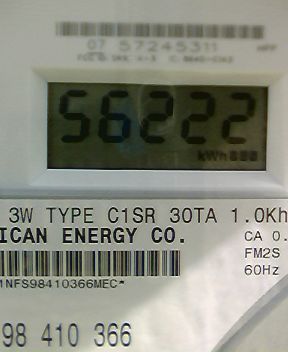 07 57245311
56222
kWh
3W TYPE C1SR 30TA 1.0Kh
ICAN ENERGY CO.
CA 0.
FM2S
60Hz
1NFS98410366MEC*
98 410 366